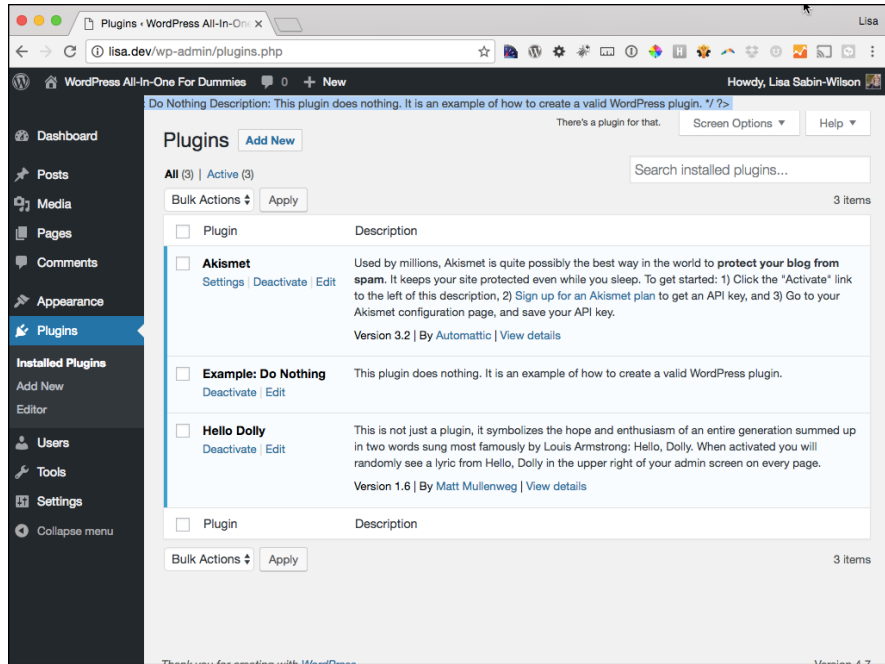 Plugins ‹ WordPress All-In-One
Lisa
lisa.dev/wp-admin/plugins.php
WordPress All-In-One For Dummies 0 + New Howdy, Lisa Sabin-Wilson
: Do Nothing Description: This plugin does nothing. It is an example of how to create a valid WordPress plugin. */ ?>
There's a plugin for that. Screen Options ▼ Help ▼
Dashboard
Posts
Media
Pages
Comments
Appearance
Plugins
Installed Plugins
Add New
Editor
Users
Tools
Settings
Collapse menu
Plugins Add New
All (3) | Active (3)
Search installed plugins...
Bulk Actions Apply 3 items
Plugin Description
Akismet
Settings | Deactivate | Edit
Used by millions, Akismet is quite possibly the best way in the world to protect your blog from
spam. It keeps your site protected even while you sleep. To get started: 1) Click the "Activate" link
to the left of this description, 2) Sign up for an Akismet plan to get an API key, and 3) Go to your
Akismet configuration page, and save your API key.
Version 3.2 | By Automattic | View details
Example: Do Nothing
Deactivate | Edit
This plugin does nothing. It is an example of how to create a valid WordPress plugin.
Hello Dolly
Deactivate | Edit
This is not just a plugin, it symbolizes the hope and enthusiasm of an entire generation summed up
in two words sung most famously by Louis Armstrong: Hello, Dolly. When activated you will
randomly see a lyric from Hello, Dolly in the upper right of your admin screen on every page.
Version 1.6 | By Matt Mullenweg | View details
Plugin Description
Bulk Actions Apply 3 items
Thank you for creating with WordPress. Version 4.7